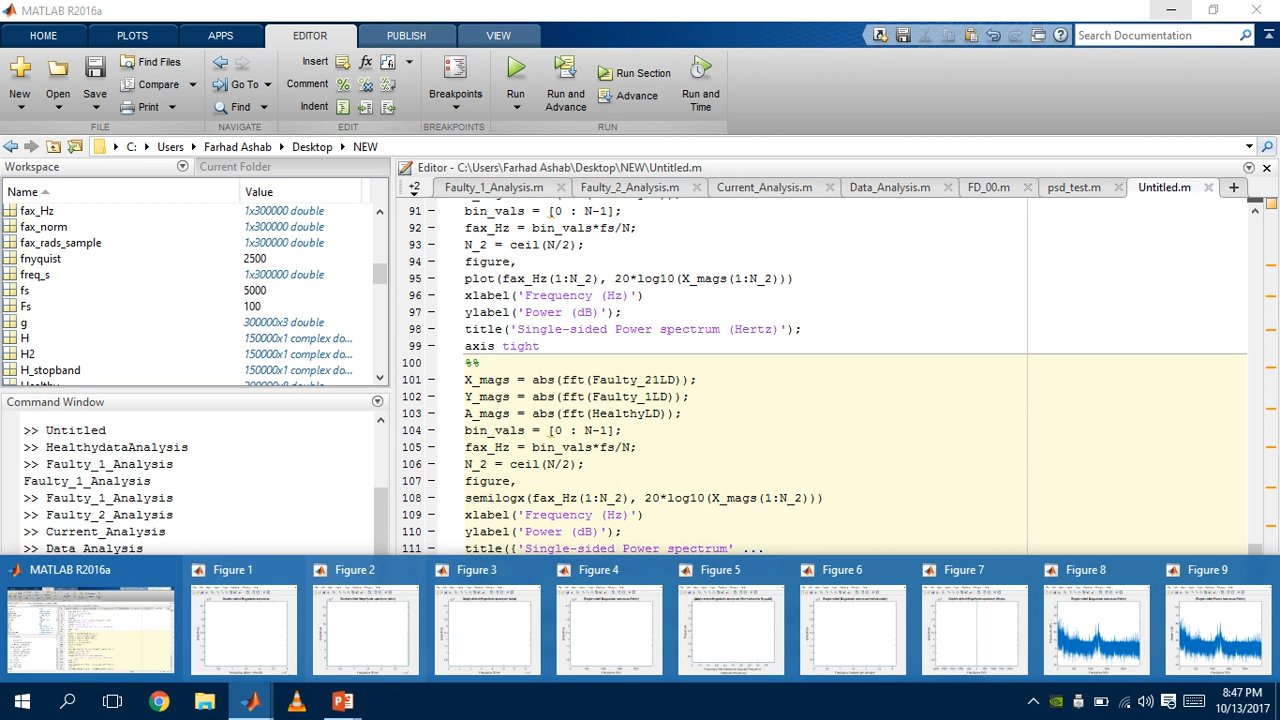 MATLAB R2016a
HOME PLOTS APPS EDITOR PUBLISH VIEW
Search Documentation
New Open Save
Find Files
Compare
Print
Go To
Find
Insert
Comment
Indent
Breakpoints
Run
Run and Advance
Run Section
Advance
Run and Time
FILE NAVIGATE EDIT BREAKPOINTS RUN
C: Users Farhad Ashab Desktop NEW
Workspace Current Folder
Name Value
fax_Hz 1x300000 double
fax_norm 1x300000 double
fax_rads_sample 1x300000 double
fnyquist 2500
freq_s 1x300000 double
fs 5000
Fs 100
g 300000x3 double
H 150000x1 complex do...
H2 150000x1 complex do...
H_stopband 150000x1 complex do...
Command Window
>> Untitled
>> HealthydataAnalysis
>> Faulty_1_Analysis
Faulty_1_Analysis
>> Faulty_1_Analysis
>> Faulty_2_Analysis
>> Current_Analysis
>> Data_Analysis
Editor - C:\Users\Farhad Ashab\Desktop\NEW\Untitled.m
+2 Faulty_1_Analysis.m Faulty_2_Analysis.m Current_Analysis.m Data_Analysis.m FD_00.m psd_test.m Untitled.m
91 bin_vals = [0 : N-1];
92 fax_Hz = bin_vals*fs/N;
93 N_2 = ceil(N/2);
94 figure,
95 plot(fax_Hz(1:N_2), 20*log10(X_mags(1:N_2)))
96 xlabel('Frequency (Hz)')
97 ylabel('Power (dB)');
98 title('Single-sided Power spectrum (Hertz)');
99 axis tight
100 %%
101 X_mags = abs(fft(Faulty_21LD));
102 Y_mags = abs(fft(Faulty_1LD));
103 A_mags = abs(fft(HealthyLD));
104 bin_vals = [0 : N-1];
105 fax_Hz = bin_vals*fs/N;
106 N_2 = ceil(N/2);
107 figure,
108 semilogx(fax_Hz(1:N_2), 20*log10(X_mags(1:N_2)))
109 xlabel('Frequency (Hz)')
110 ylabel('Power (dB)');
111 title({'Single-sided Power spectrum' ...
MATLAB R2016a Figure 1 Figure 2 Figure 3 Figure 4 Figure 5 Figure 6 Figure 7 Figure 8 Figure 9
8:47 PM
10/13/2017